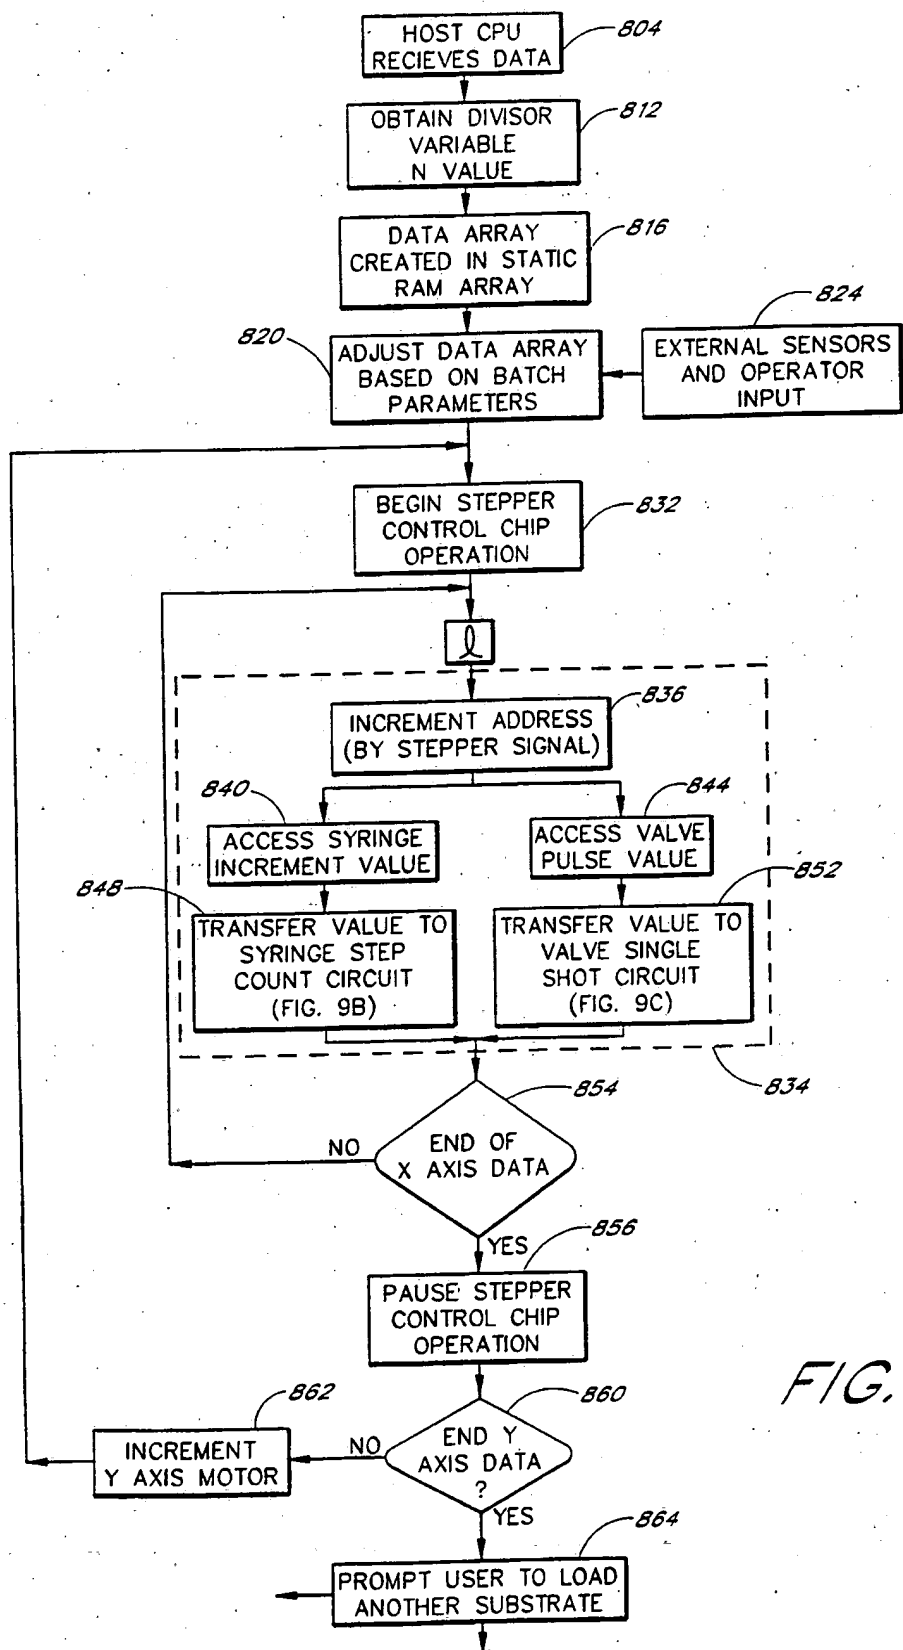 HOST CPU
RECIEVES DATA
804
OBTAIN DIVISOR
VARIABLE
N VALUE
812
DATA ARRAY
CREATED IN STATIC
RAM ARRAY
816
820
ADJUST DATA ARRAY
BASED ON BATCH
PARAMETERS
824
EXTERNAL SENSORS
AND OPERATOR
INPUT
BEGIN STEPPER
CONTROL CHIP
OPERATION
832
l
INCREMENT ADDRESS
(BY STEPPER SIGNAL)
836
840
ACCESS SYRINGE
INCREMENT VALUE
844
ACCESS VALVE
PULSE VALUE
848
TRANSFER VALUE TO
SYRINGE STEP
COUNT CIRCUIT
(FIG. 9B)
852
TRANSFER VALUE TO
VALVE SINGLE
SHOT CIRCUIT
(FIG. 9C)
834
854
END OF
X AXIS DATA
NO
YES
856
PAUSE STEPPER
CONTROL CHIP
OPERATION
FIG.
860
END Y
AXIS DATA
?
NO
862
INCREMENT
Y AXIS MOTOR
YES
864
PROMPT USER TO LOAD
ANOTHER SUBSTRATE